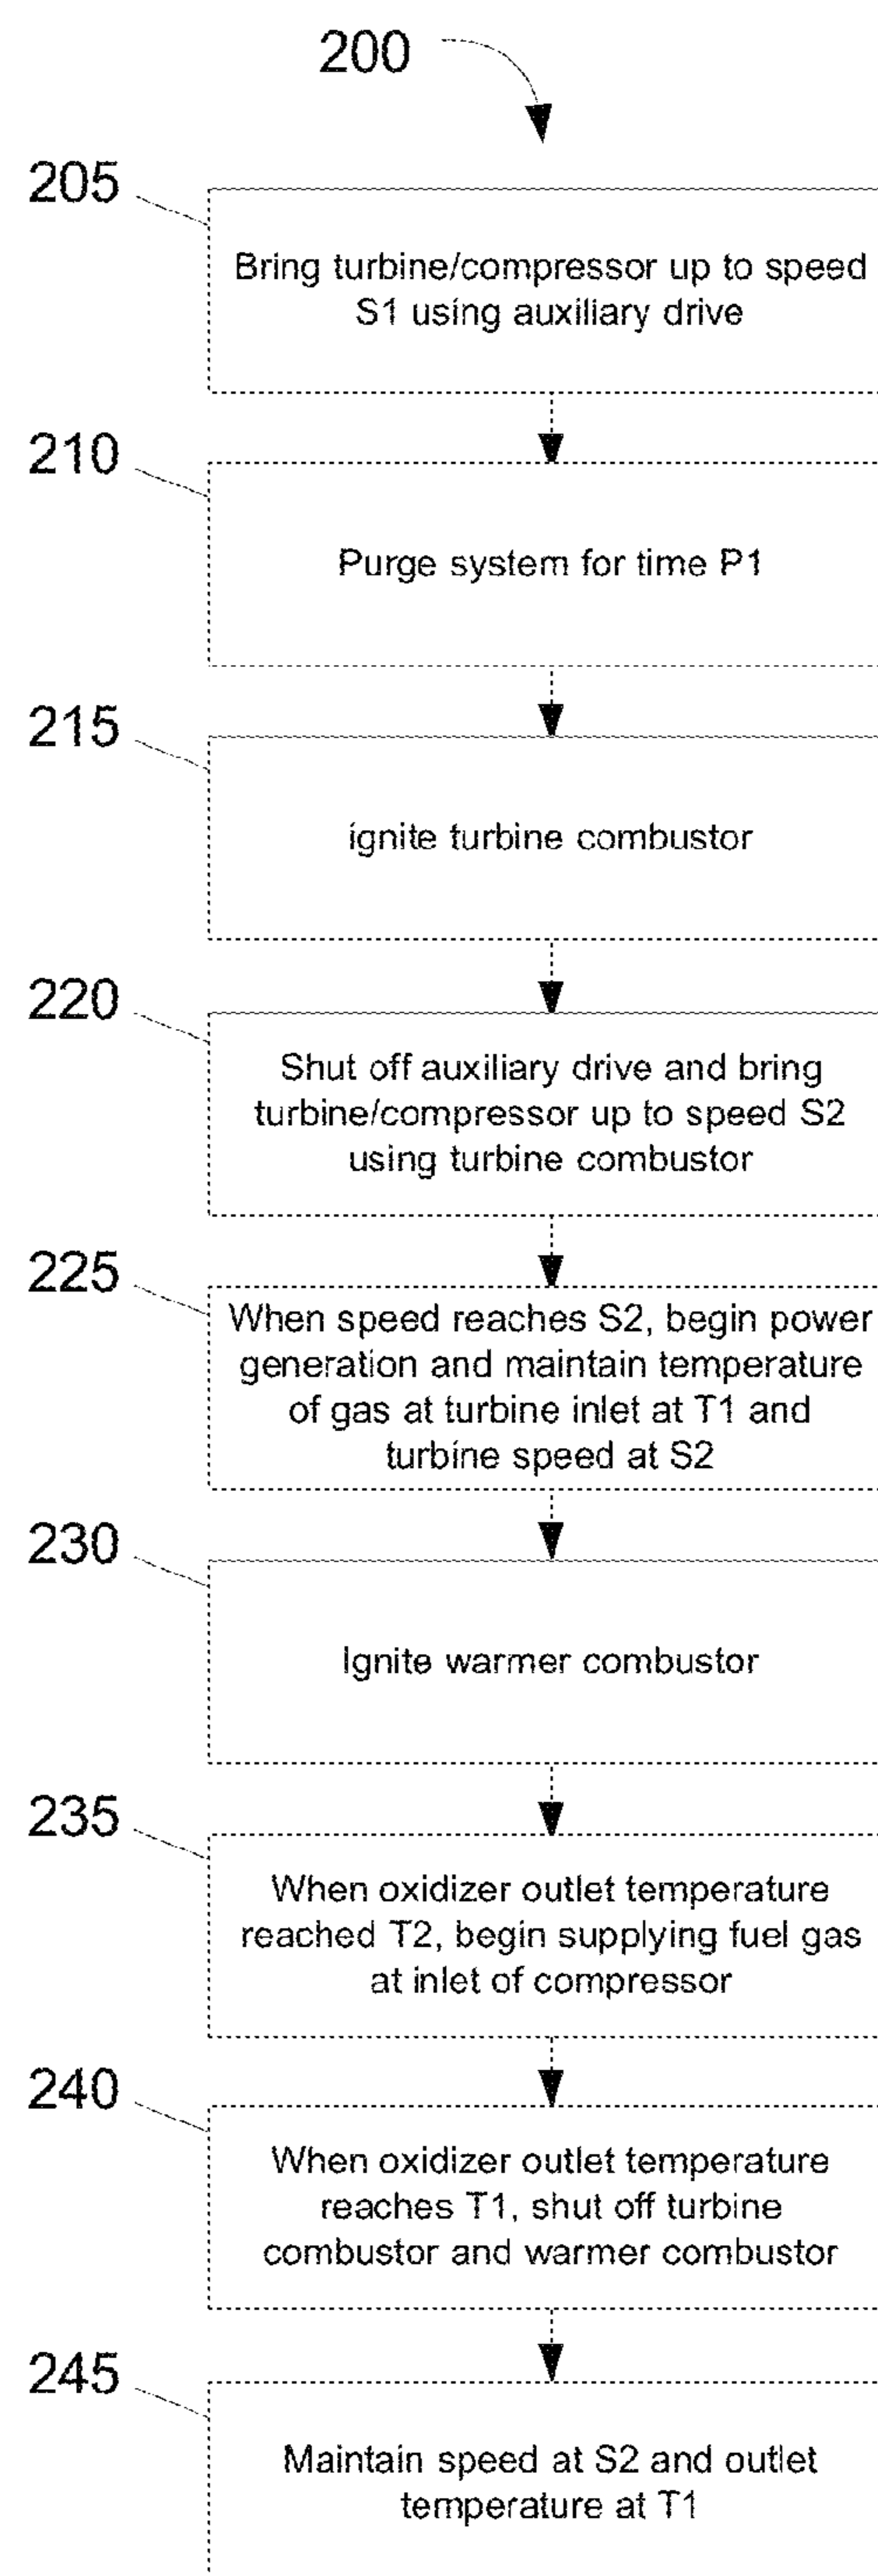 200
205
Bring turbine/compressor up to speed
S1 using auxiliary drive
210
Purge system for time P1
215
ignite turbine combustor
220
Shut off auxiliary drive and bring
turbine/compressor up to speed S2
using turbine combustor
225
When speed reaches S2, begin power
generation and maintain temperature
of gas at turbine inlet at T1 and
turbine speed at S2
230
Ignite warmer combustor
235
When oxidizer outlet temperature
reached T2, begin supplying fuel gas
at inlet of compressor
240
When oxidizer outlet temperature
reaches T1, shut off turbine
combustor and warmer combustor
245
Maintain speed at S2 and outlet
temperature at T1